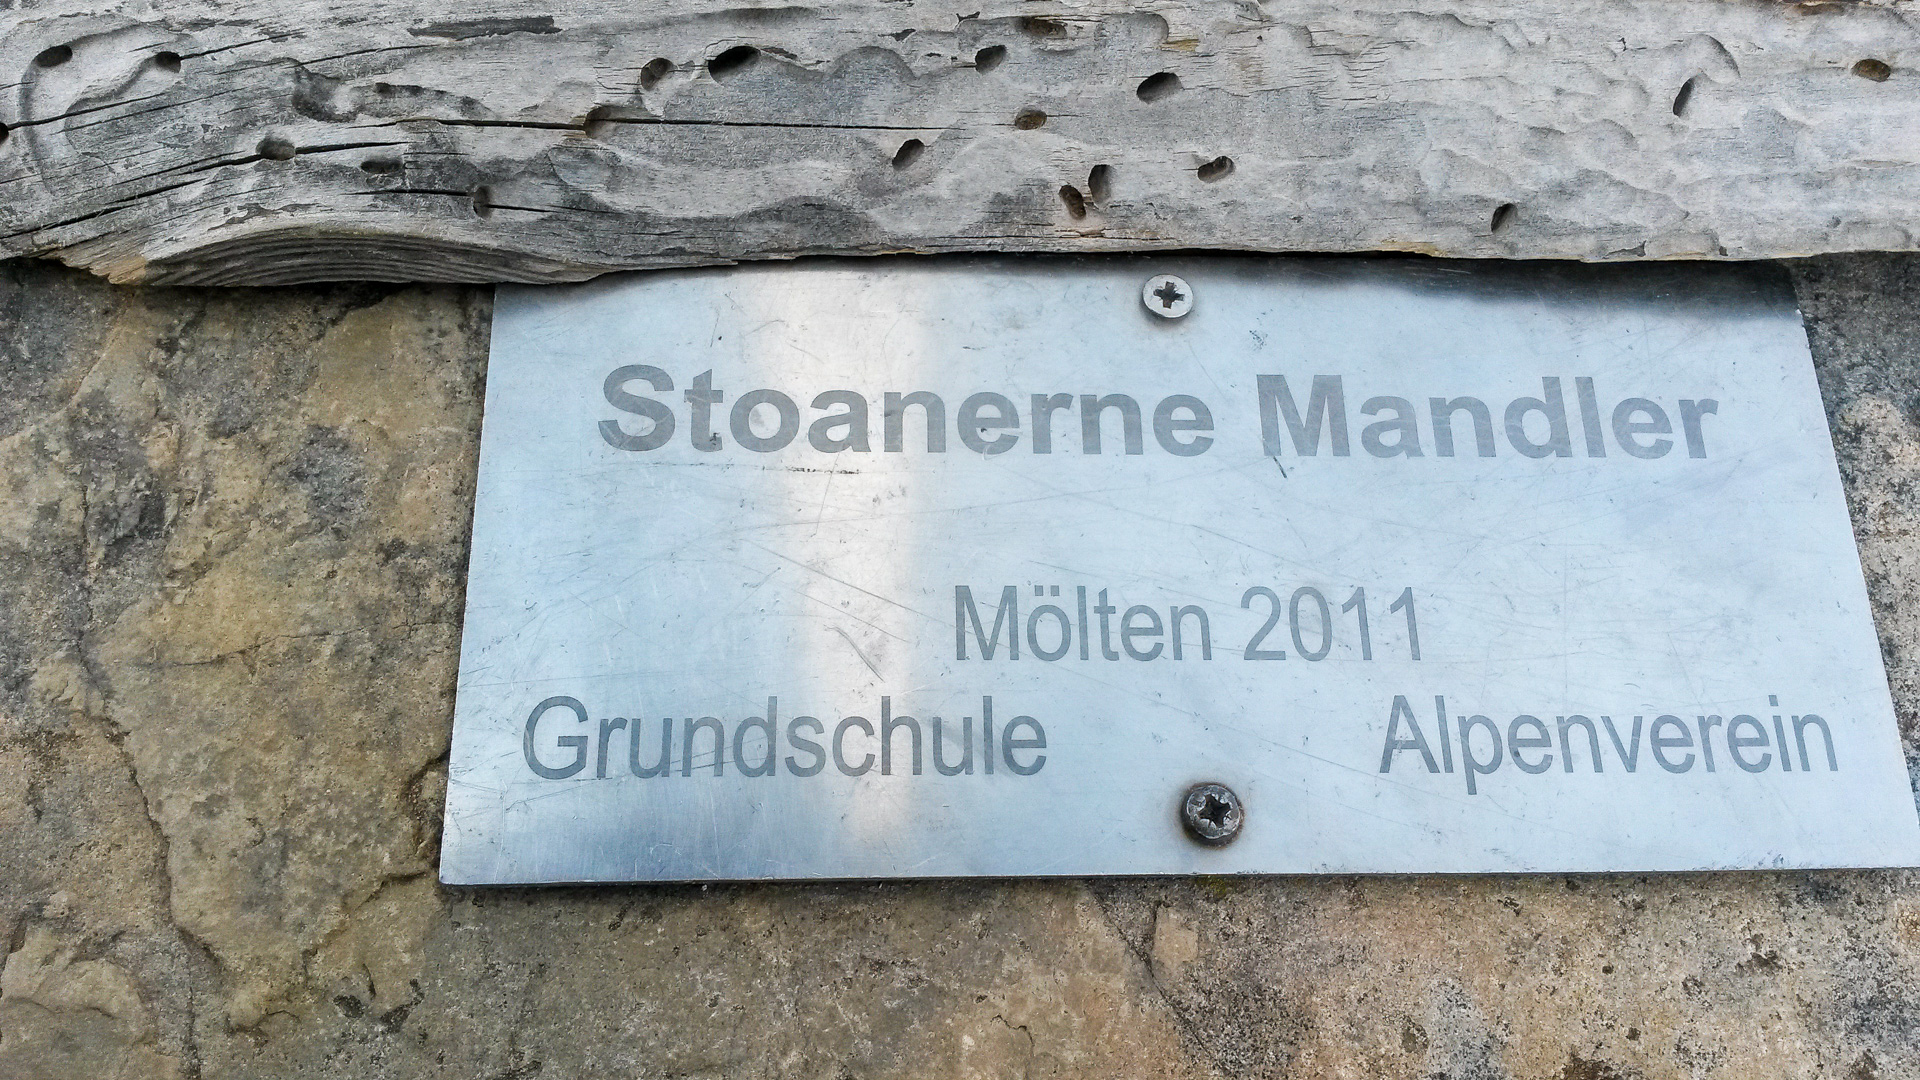 Stoanerne Mandler
Mölten 2011
Grundschule Alpenverein